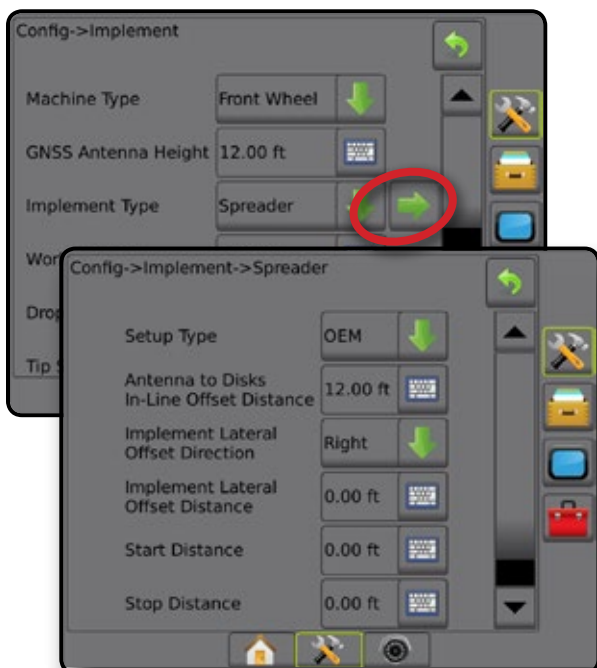 Config->Implement
Machine Type Front Wheel
GNSS Antenna Height 12.00 ft
Implement Type Spreader
Config->Implement->Spreader
Setup Type OEM
Antenna to Disks
In-Line Offset Distance 12.00 ft
Implement Lateral
Offset Direction Right
Implement Lateral
Offset Distance 0.00 ft
Start Distance 0.00 ft
Stop Distance 0.00 ft